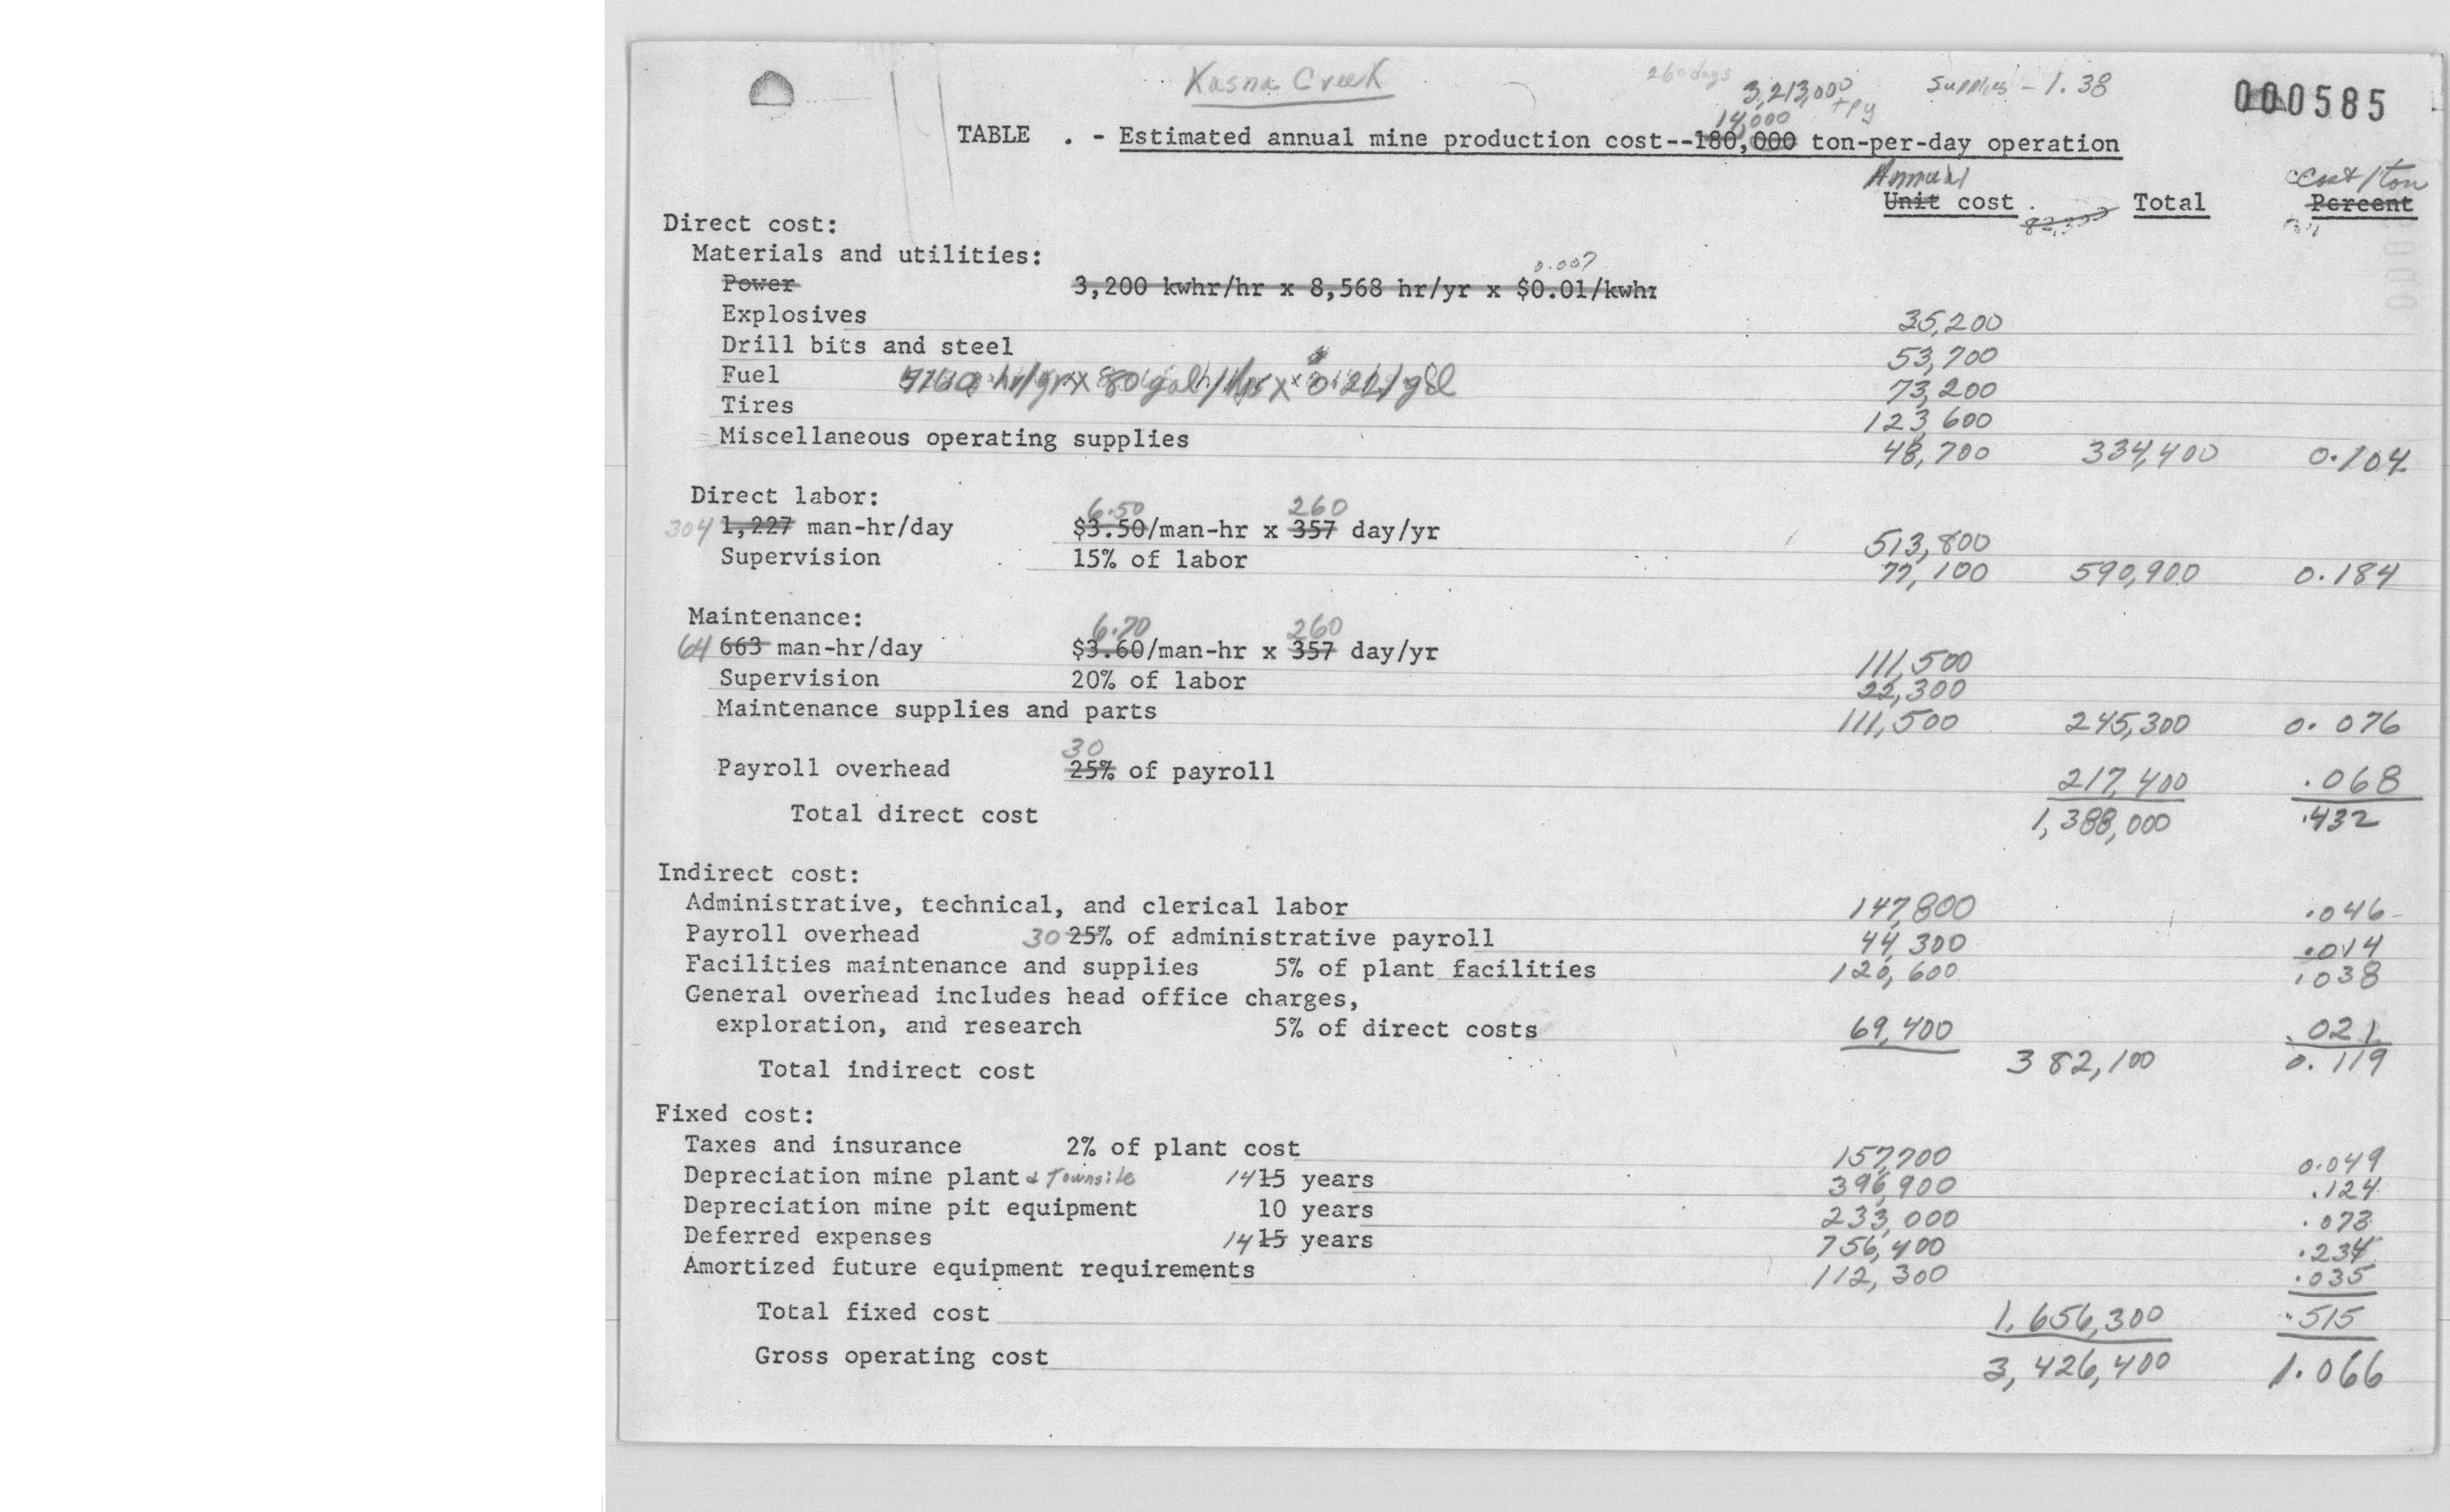 Kasna Creek
260 days
3,213,000 tpy
Supplies - 1.38
000585
14,000
TABLE . - Estimated annual mine production cost--180,000 ton-per-day operation
Annual Cost/ton
Unit cost Total Percent
Direct cost:
Materials and utilities:
0.007
Power 3,200 kwhr/hr x 8,568 hr/yr x $0.01/kwhr
Explosives 35,200
Drill bits and steel 53,700
Fuel 73,200
Tires 123,600
Miscellaneous operating supplies 48,700 334,400 0.104
Direct labor:
6.50 260
304 1,227 man-hr/day $3.50/man-hr x 357 day/yr 513,800
Supervision 15% of labor 77,100 590,900 0.184
Maintenance:
6.70 260
64 663 man-hr/day $3.60/man-hr x 357 day/yr 111,500
Supervision 20% of labor 22,300
Maintenance supplies and parts 111,500 245,300 0.076
30
Payroll overhead 25% of payroll 217,400 .068
Total direct cost 1,388,000 .432
Indirect cost:
Administrative, technical, and clerical labor 147,800 .046
Payroll overhead 30 25% of administrative payroll 44,300 .014
Facilities maintenance and supplies 5% of plant facilities 120,600 .038
General overhead includes head office charges,
exploration, and research 5% of direct costs 69,400 .021
Total indirect cost 382,100 0.119
Fixed cost:
Taxes and insurance 2% of plant cost 157,700 0.049
Depreciation mine plant & Townsite 14 15 years 396,900 .124
Depreciation mine pit equipment 10 years 233,000 .073
Deferred expenses 14 15 years 756,400 .234
Amortized future equipment requirements 112,300 .035
Total fixed cost 1,656,300 .515
Gross operating cost 3,426,400 1.066